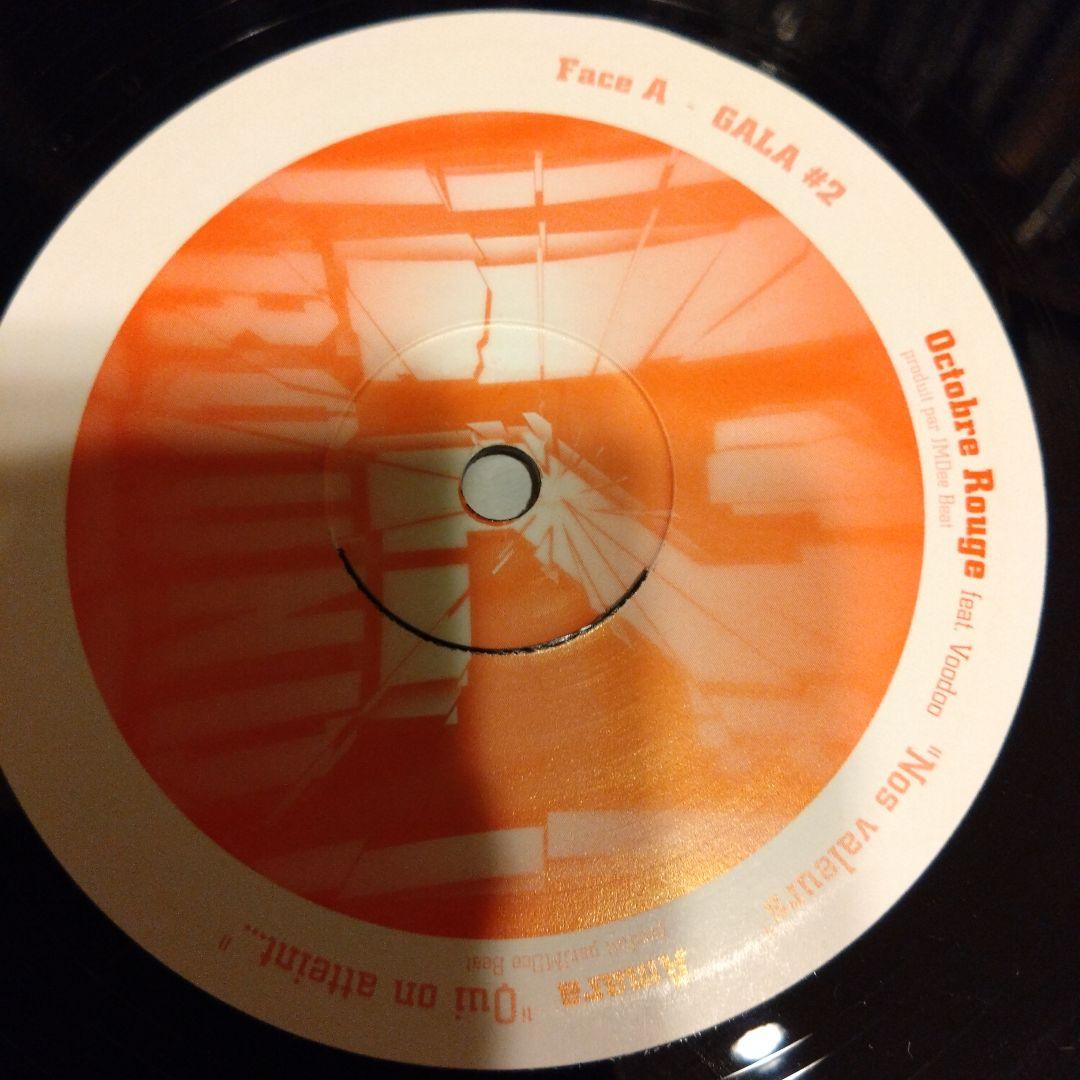 Face A - GALA #2
Octobre Rouge feat. Voodoo "Nos valeurs"
produit par JMDee Beat
Amara "Qui on atteint..."
produit par JMDee Beat